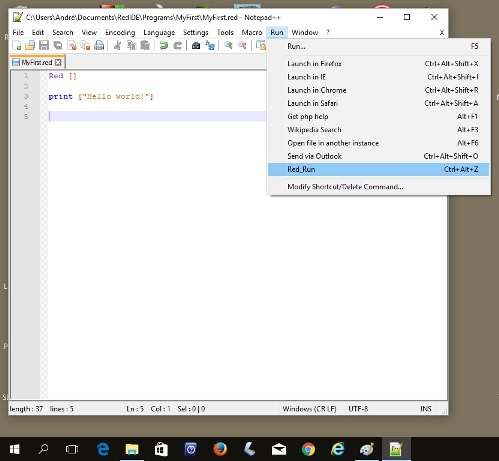 C:\Users\André\Documents\RedIDE\Programs\MyFirst\MyFirst.red - Notepad++
File Edit Search View Encoding Language Settings Tools Macro Run Window ? X
MyFirst.red
1 Red []
2
3 print ["Hello world!"]
4
5
Run... F5
Launch in Firefox Ctrl+Alt+Shift+X
Launch in IE Ctrl+Alt+Shift+I
Launch in Chrome Ctrl+Alt+Shift+R
Launch in Safari Ctrl+Alt+Shift+A
Get php help Alt+F1
Wikipedia Search Alt+F3
Open file in another instance Alt+F6
Send via Outlook Ctrl+Alt+Shift+O
Red_Run Ctrl+Alt+Z
Modify Shortcut/Delete Command...
length : 37 lines : 5 Ln : 5 Col : 1 Sel : 0 | 0 Windows (CR LF) UTF-8 INS